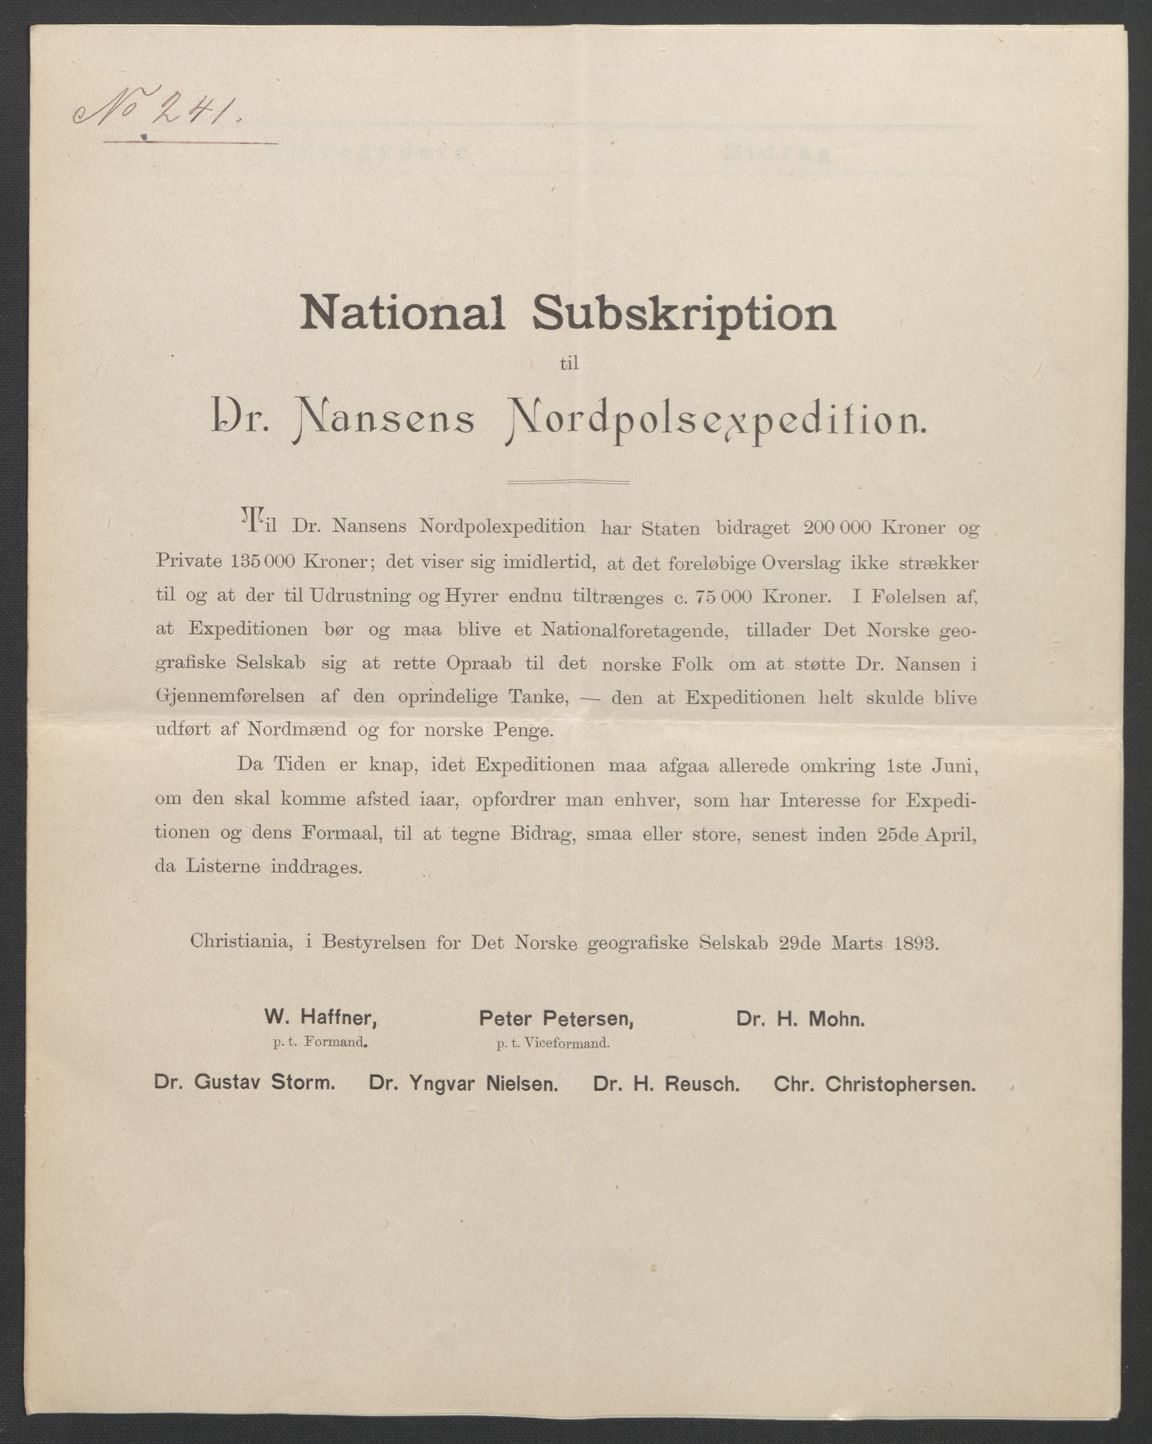 No 241.
National Subskription
til
Dr. Nansens Nordpolsexpedition.
Til Dr. Nansens Nordpolexpedition har Staten bidraget 200 000 Kroner og
Private 135 000 Kroner; det viser sig imidlertid, at det foreløbige Overslag ikke strækker
til og at der til Udrustning og Hyrer endnu tiltrænges c. 75 000 Kroner. I Følelsen af,
at Expeditionen bør og maa blive et Nationalforetagende, tillader Det Norske geo-
grafiske Selskab sig at rette Opraab til det norske Folk om at støtte Dr. Nansen i
Gjennemførelsen af den oprindelige Tanke, — den at Expeditionen helt skulde blive
udført af Nordmænd og for norske Penge.
Da Tiden er knap, idet Expeditionen maa afgaa allerede omkring 1ste Juni,
om den skal komme afsted iaar, opfordrer man enhver, som har Interesse for Expedi-
tionen og dens Formaal, til at tegne Bidrag, smaa eller store, senest inden 25de April,
da Listerne inddrages.
Christiania, i Bestyrelsen for Det Norske geografiske Selskab 29de Marts 1893.
W. Haffner, Peter Petersen, Dr. H. Mohn.
p. t. Formand. p. t. Viceformand.
Dr. Gustav Storm. Dr. Yngvar Nielsen. Dr. H. Reusch. Chr. Christophersen.